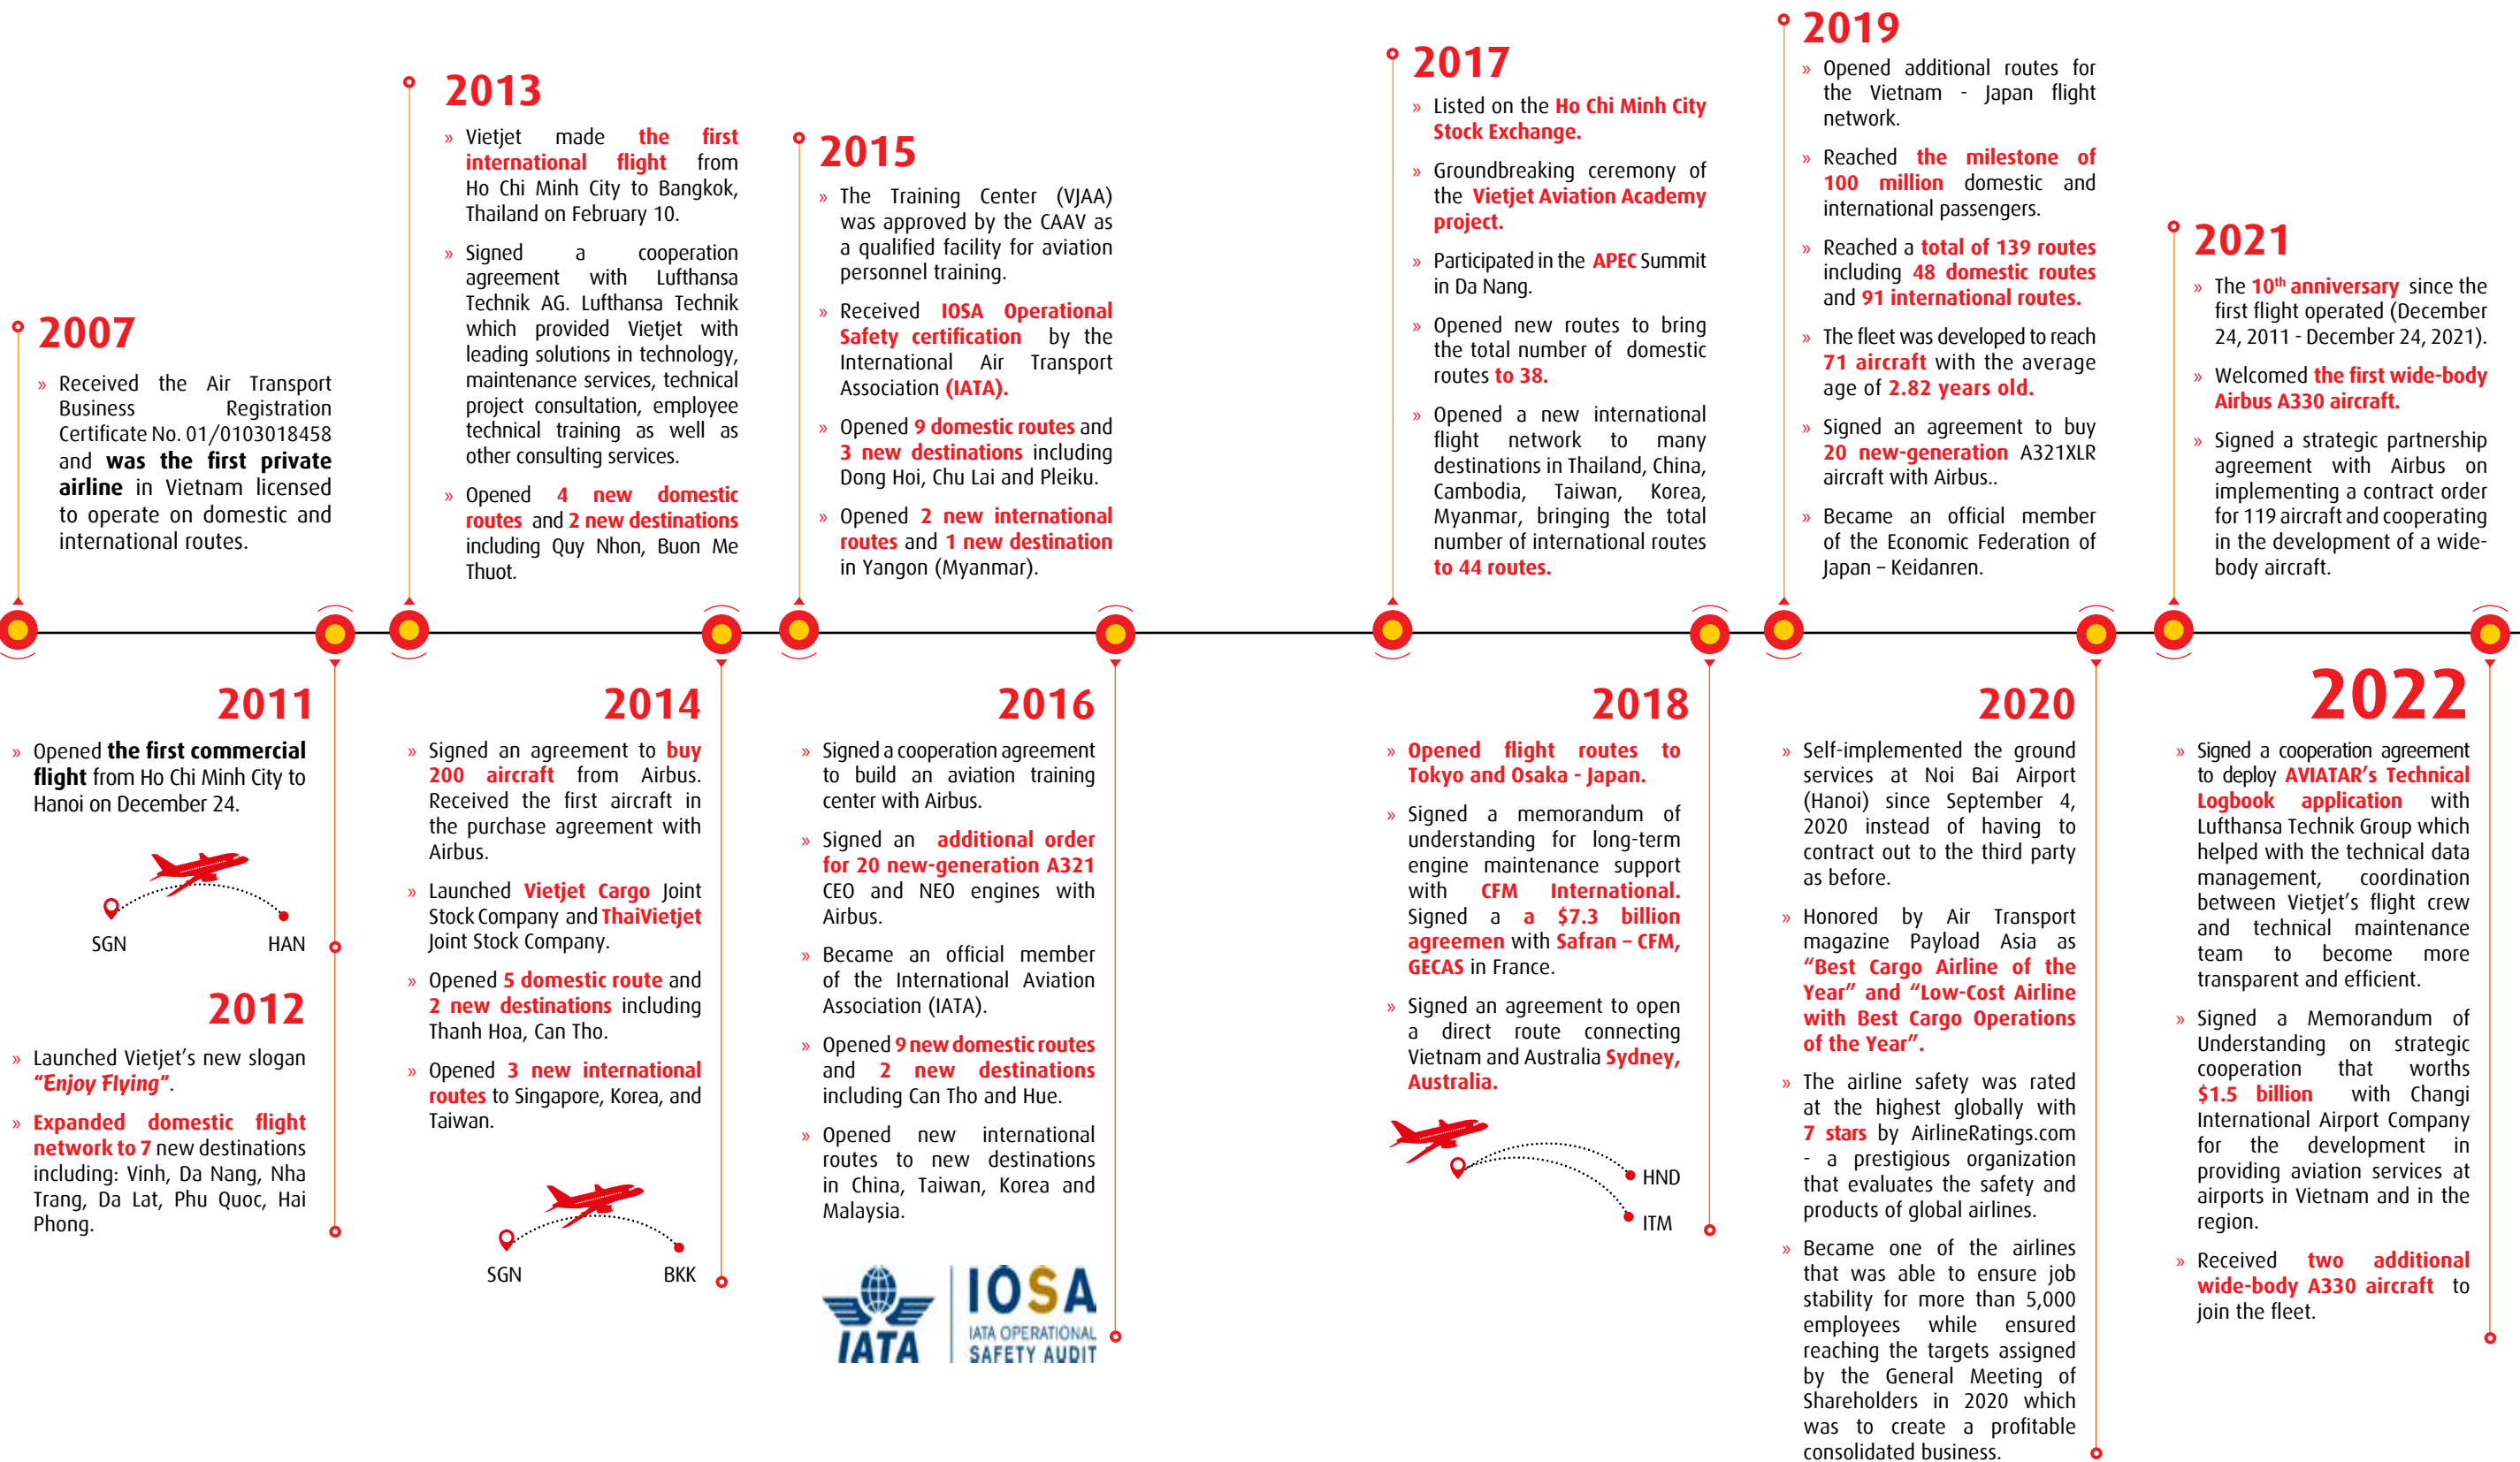 2007
» Received the Air Transport
Business Registration
Certificate No. 01/0103018458
and was the first private
airline in Vietnam licensed
to operate on domestic and
international routes.
2011
» Opened the first commercial
flight from Ho Chi Minh City to
Hanoi on December 24.
SGN HAN
2012
» Launched Vietjet's new slogan
"Enjoy Flying".
» Expanded domestic flight
network to 7 new destinations
including: Vinh, Da Nang, Nha
Trang, Da Lat, Phu Quoc, Hai
Phong.
2013
» Vietjet made the first
international flight from
Ho Chi Minh City to Bangkok,
Thailand on February 10.
» Signed a cooperation
agreement with Lufthansa
Technik AG. Lufthansa Technik
which provided Vietjet with
leading solutions in technology,
maintenance services, technical
project consultation, employee
technical training as well as
other consulting services.
» Opened 4 new domestic
routes and 2 new destinations
including Quy Nhon, Buon Me
Thuot.
2014
» Signed an agreement to buy
200 aircraft from Airbus.
Received the first aircraft in
the purchase agreement with
Airbus.
» Launched Vietjet Cargo Joint
Stock Company and ThaiVietjet
Joint Stock Company.
» Opened 5 domestic route and
2 new destinations including
Thanh Hoa, Can Tho.
» Opened 3 new international
routes to Singapore, Korea, and
Taiwan.
SGN BKK
2015
» The Training Center (VJAA)
was approved by the CAAV as
a qualified facility for aviation
personnel training.
» Received IOSA Operational
Safety certification by the
International Air Transport
Association (IATA).
» Opened 9 domestic routes and
3 new destinations including
Dong Hoi, Chu Lai and Pleiku.
» Opened 2 new international
routes and 1 new destination
in Yangon (Myanmar).
2016
» Signed a cooperation agreement
to build an aviation training
center with Airbus.
» Signed an additional order
for 20 new-generation A321
CEO and NEO engines with
Airbus.
» Became an official member
of the International Aviation
Association (IATA).
» Opened 9 new domestic routes
and 2 new destinations
including Can Tho and Hue.
» Opened new international
routes to new destinations
in China, Taiwan, Korea and
Malaysia.
IATA
IOSA
IATA OPERATIONAL
SAFETY AUDIT
2017
» Listed on the Ho Chi Minh City
Stock Exchange.
» Groundbreaking ceremony of
the Vietjet Aviation Academy
project.
» Participated in the APEC Summit
in Da Nang.
» Opened new routes to bring
the total number of domestic
routes to 38.
» Opened a new international
flight network to many
destinations in Thailand, China,
Cambodia, Taiwan, Korea,
Myanmar, bringing the total
number of international routes
to 44 routes.
2018
» Opened flight routes to
Tokyo and Osaka - Japan.
» Signed a memorandum of
understanding for long-term
engine maintenance support
with CFM International.
Signed a a $7.3 billion
agreemen with Safran – CFM,
GECAS in France.
» Signed an agreement to open
a direct route connecting
Vietnam and Australia Sydney,
Australia.
HND
ITM
2019
» Opened additional routes for
the Vietnam - Japan flight
network.
» Reached the milestone of
100 million domestic and
international passengers.
» Reached a total of 139 routes
including 48 domestic routes
and 91 international routes.
» The fleet was developed to reach
71 aircraft with the average
age of 2.82 years old.
» Signed an agreement to buy
20 new-generation A321XLR
aircraft with Airbus..
» Became an official member
of the Economic Federation of
Japan – Keidanren.
2020
» Self-implemented the ground
services at Noi Bai Airport
(Hanoi) since September 4,
2020 instead of having to
contract out to the third party
as before.
» Honored by Air Transport
magazine Payload Asia as
"Best Cargo Airline of the
Year" and "Low-Cost Airline
with Best Cargo Operations
of the Year".
» The airline safety was rated
at the highest globally with
7 stars by AirlineRatings.com
- a prestigious organization
that evaluates the safety and
products of global airlines.
» Became one of the airlines
that was able to ensure job
stability for more than 5,000
employees while ensured
reaching the targets assigned
by the General Meeting of
Shareholders in 2020 which
was to create a profitable
consolidated business.
2021
» The 10th anniversary since the
first flight operated (December
24, 2011 - December 24, 2021).
» Welcomed the first wide-body
Airbus A330 aircraft.
» Signed a strategic partnership
agreement with Airbus on
implementing a contract order
for 119 aircraft and cooperating
in the development of a wide-
body aircraft.
2022
» Signed a cooperation agreement
to deploy AVIATAR's Technical
Logbook application with
Lufthansa Technik Group which
helped with the technical data
management, coordination
between Vietjet's flight crew
and technical maintenance
team to become more
transparent and efficient.
» Signed a Memorandum of
Understanding on strategic
cooperation that worths
$1.5 billion with Changi
International Airport Company
for the development in
providing aviation services at
airports in Vietnam and in the
region.
» Received two additional
wide-body A330 aircraft to
join the fleet.